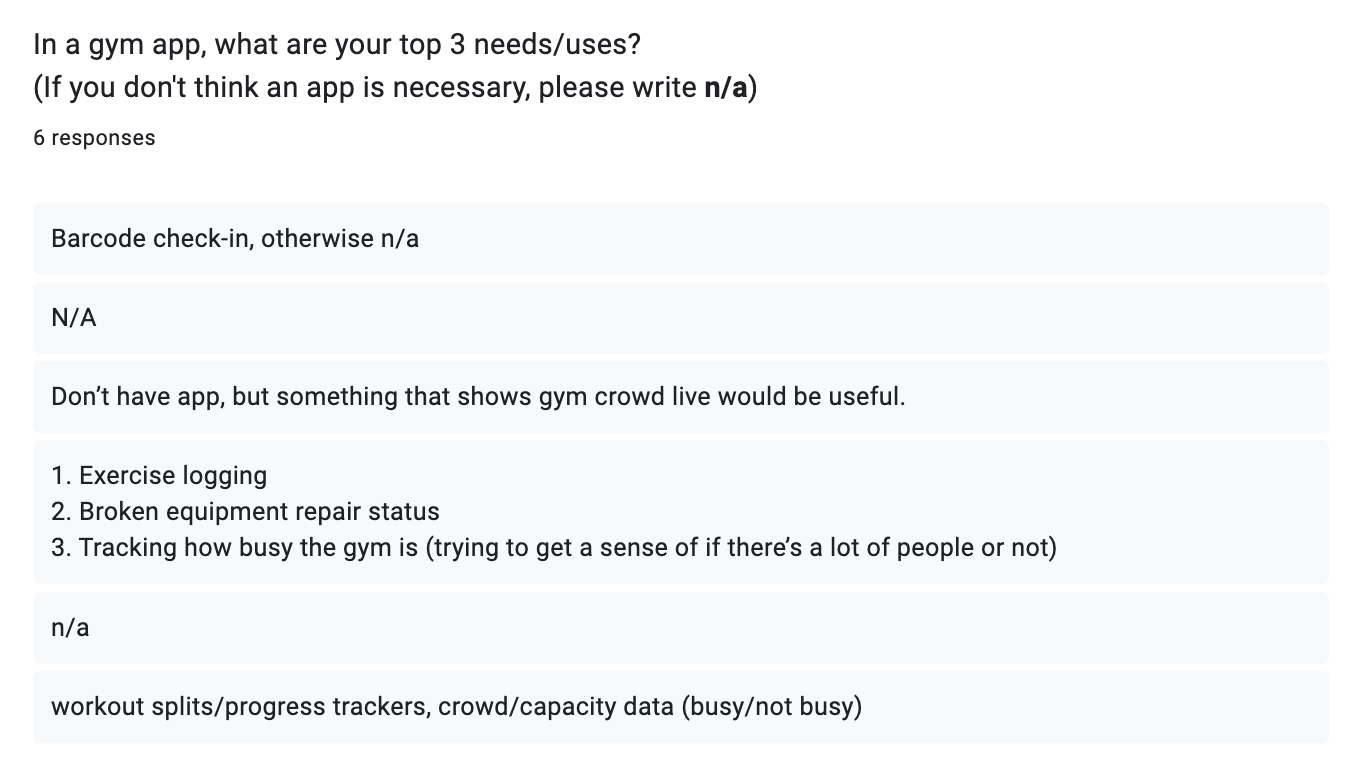 In a gym app, what are your top 3 needs/uses?
(If you don't think an app is necessary, please write n/a)
6 responses
Barcode check-in, otherwise n/a
N/A
Don’t have app, but something that shows gym crowd live would be useful.
1. Exercise logging
2. Broken equipment repair status
3. Tracking how busy the gym is (trying to get a sense of if there’s a lot of people or not)
n/a
workout splits/progress trackers, crowd/capacity data (busy/not busy)